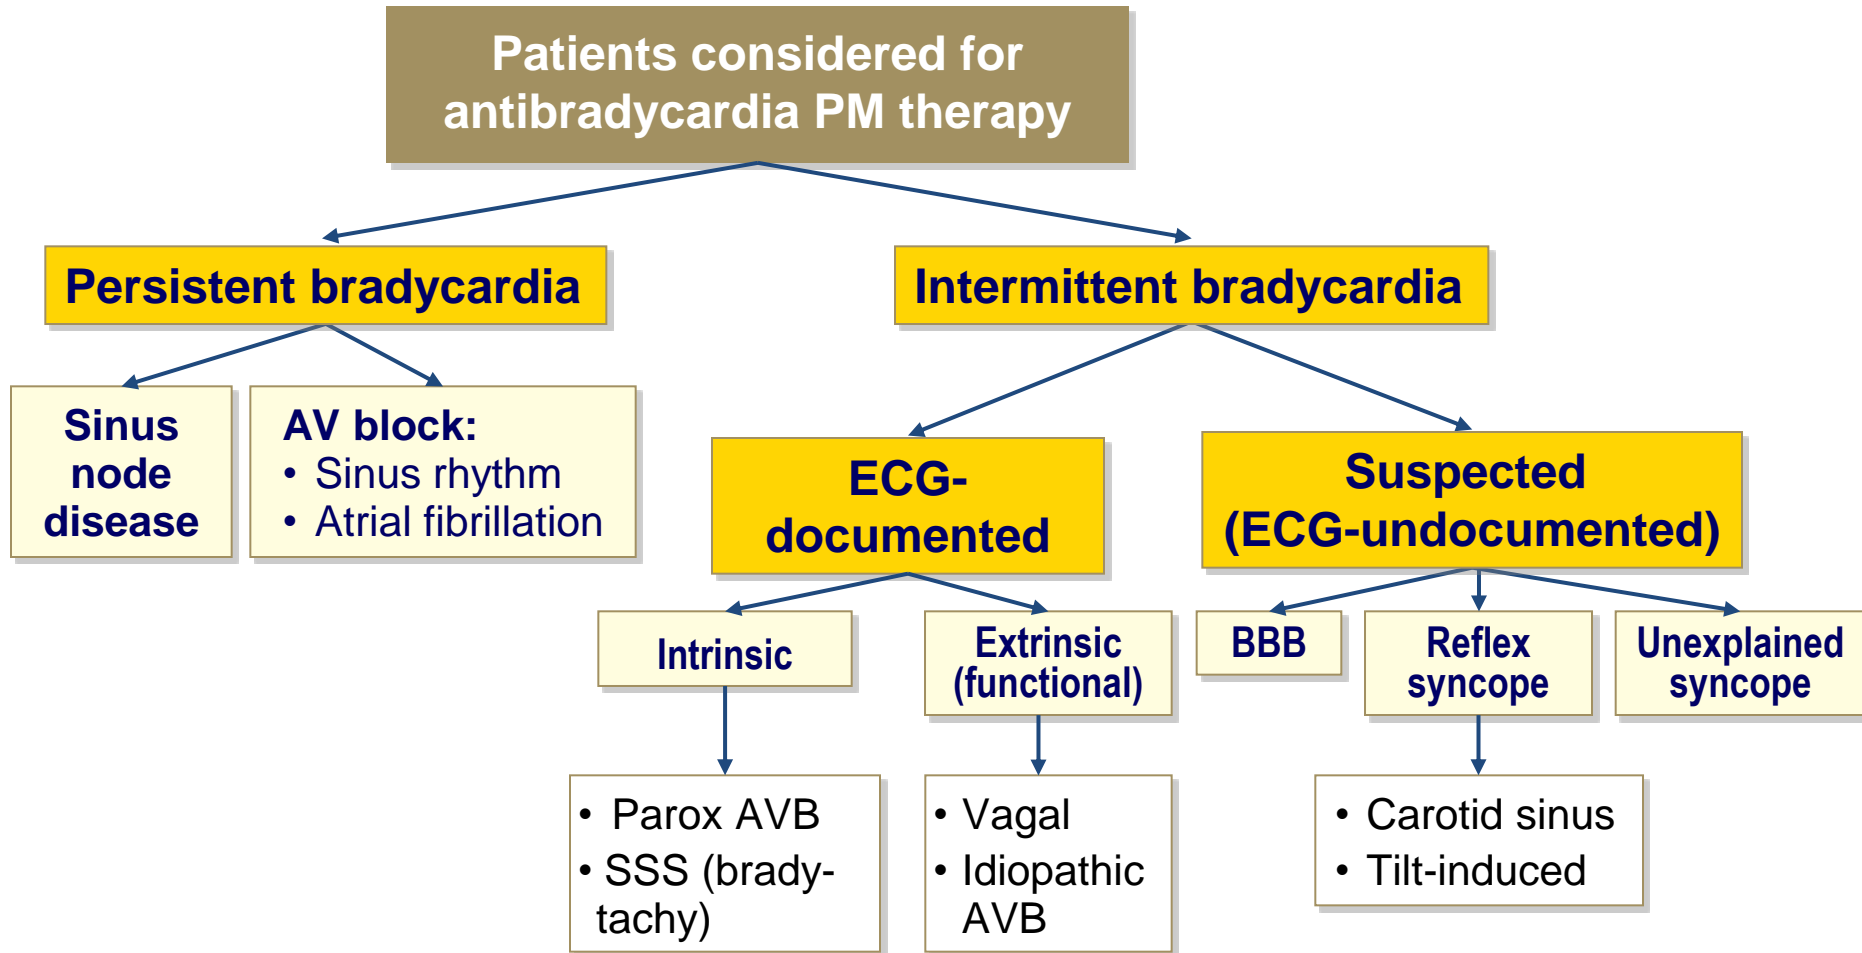 Patients considered for
antibradycardia PM therapy
Persistent bradycardia
Intermittent bradycardia
Sinus
node
disease
AV block:
• Sinus rhythm
• Atrial fibrillation
ECG-
documented
Suspected
(ECG-undocumented)
Intrinsic
Extrinsic
(functional)
BBB
Reflex
syncope
Unexplained
syncope
• Parox AVB
• SSS (brady-
tachy)
• Vagal
• Idiopathic
AVB
• Carotid sinus
• Tilt-induced